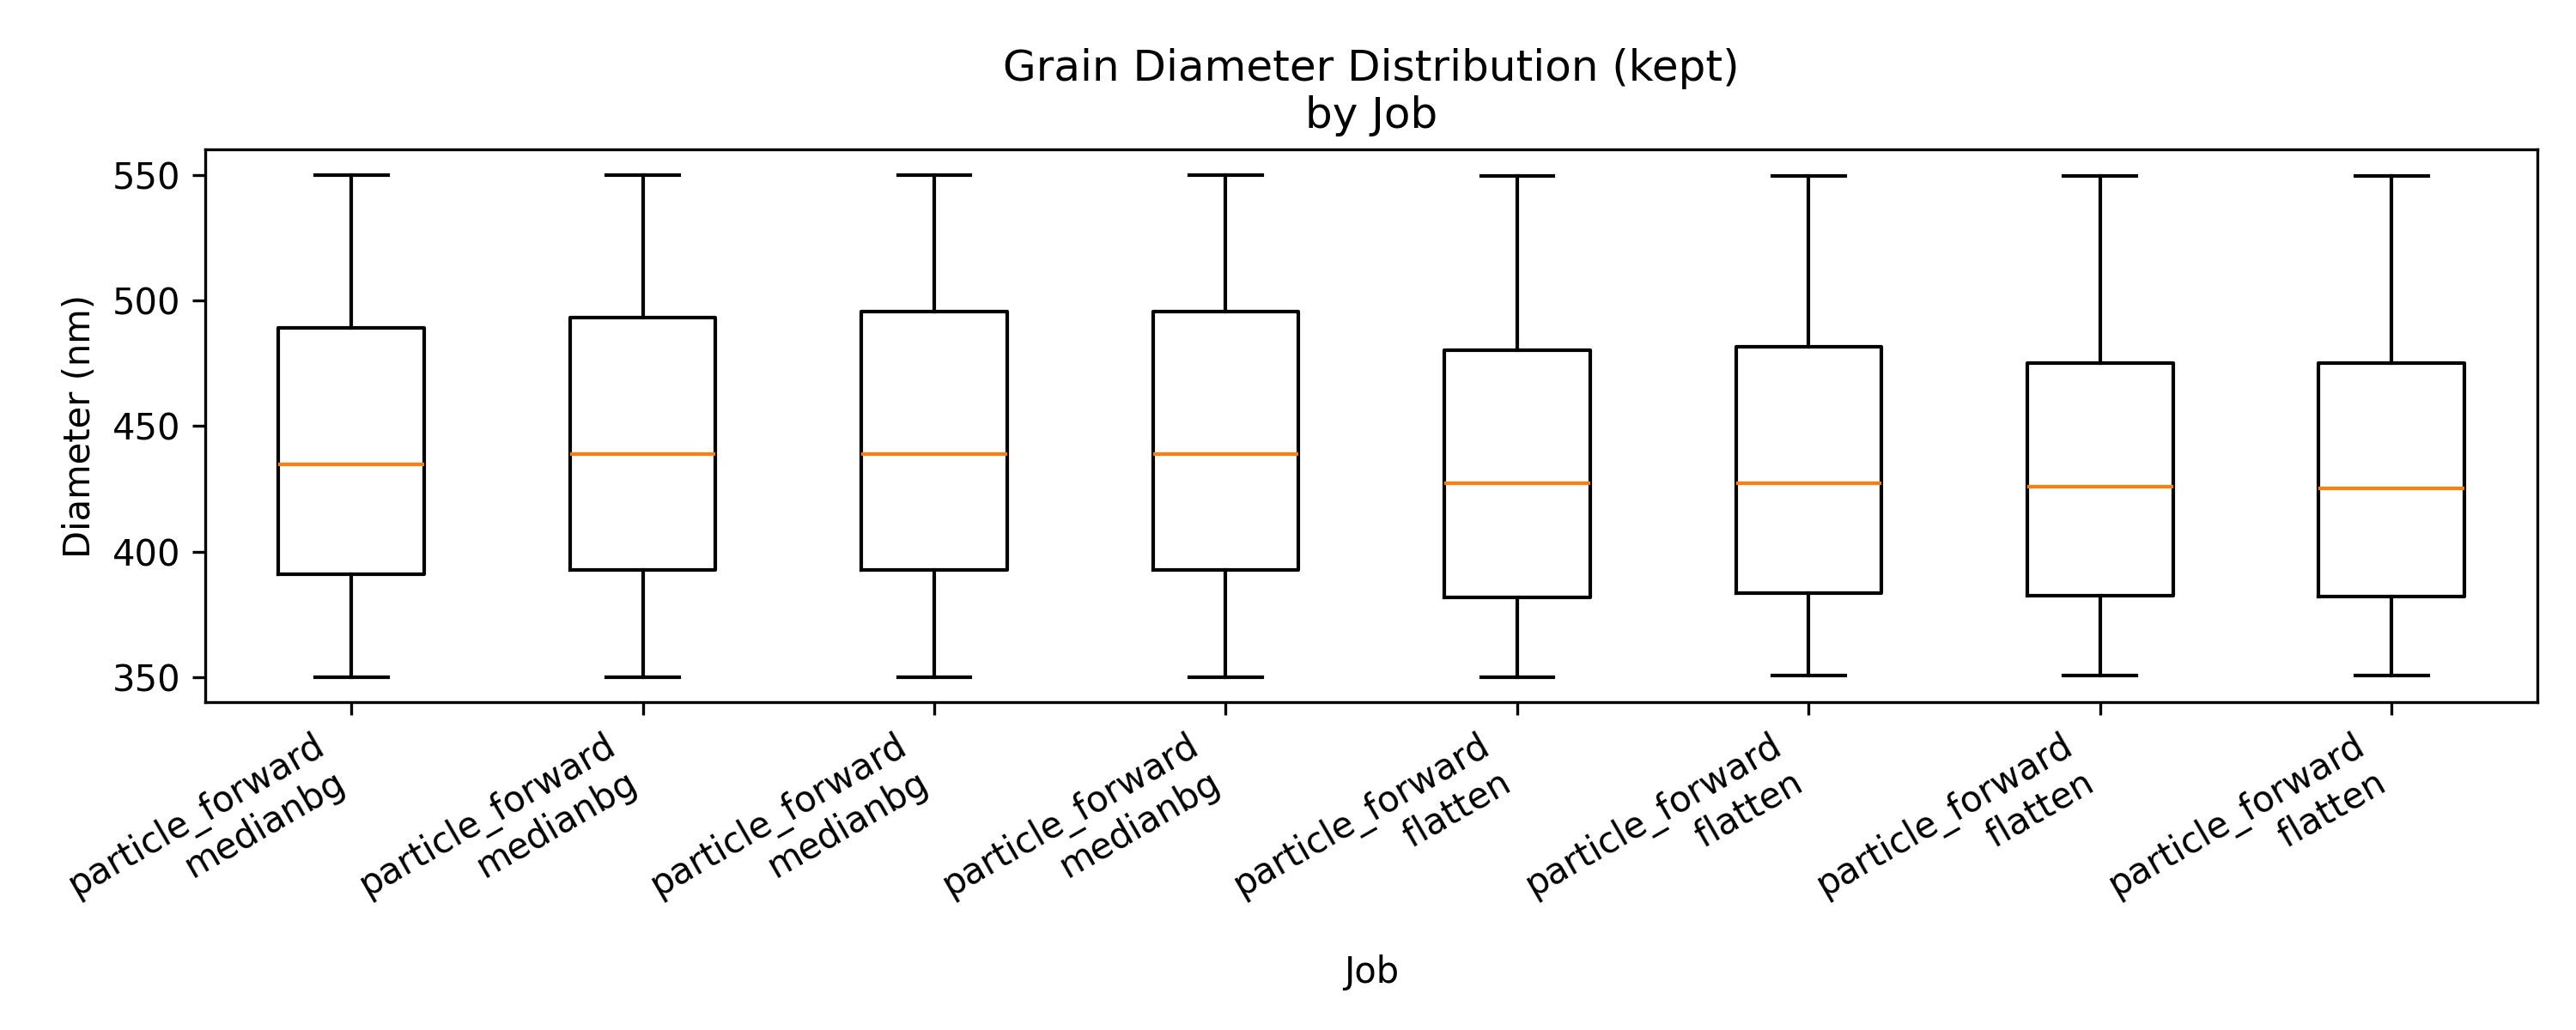 Grain Diameter Distribution (kept)
by Job
Diameter (nm)
550
500
450
400
350
particle_forward
medianbg
particle_forward
medianbg
particle_forward
medianbg
particle_forward
medianbg
particle_forward
flatten
particle_forward
flatten
particle_forward
flatten
particle_forward
flatten
Job